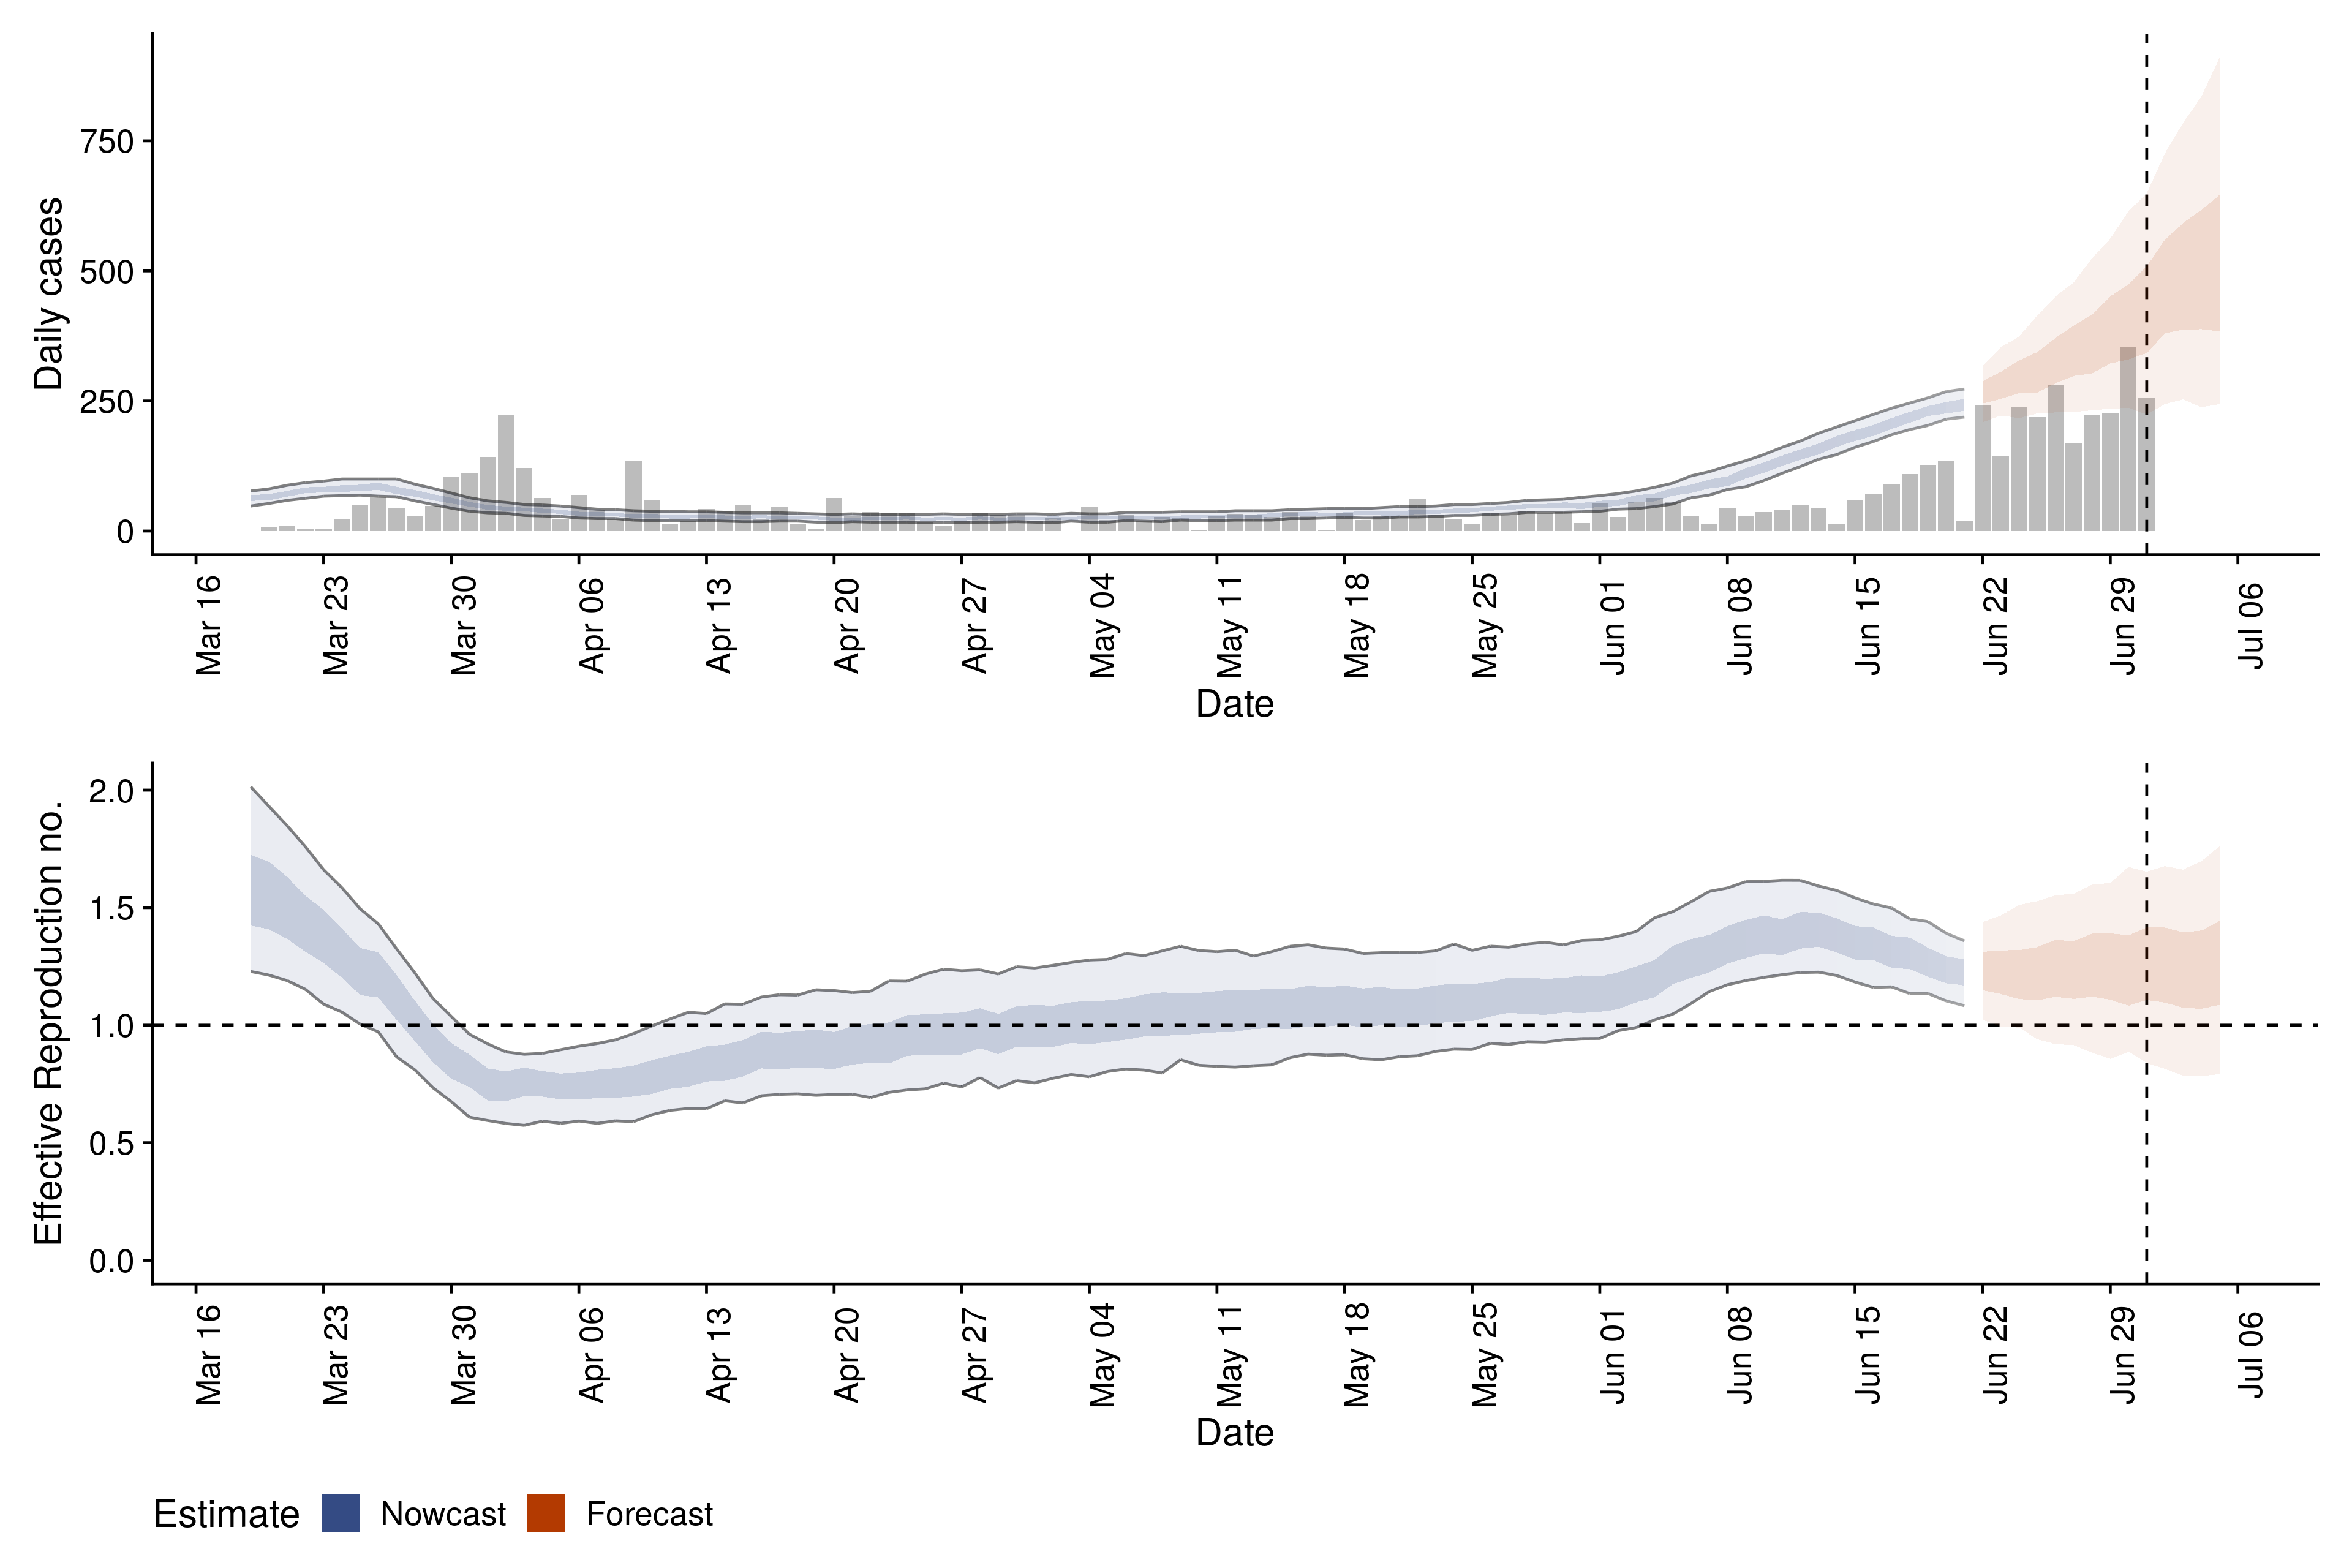 Daily cases
750
500
250
0
Mar 16
Mar 23
Mar 30
Apr 06
Apr 13
Apr 20
Apr 27
May 04
May 11
May 18
May 25
Jun 01
Jun 08
Jun 15
Jun 22
Jun 29
Jul 06
Date
Effective Reproduction no.
2.0
1.5
1.0
0.5
0.0
Mar 16
Mar 23
Mar 30
Apr 06
Apr 13
Apr 20
Apr 27
May 04
May 11
May 18
May 25
Jun 01
Jun 08
Jun 15
Jun 22
Jun 29
Jul 06
Date
Estimate Nowcast Forecast